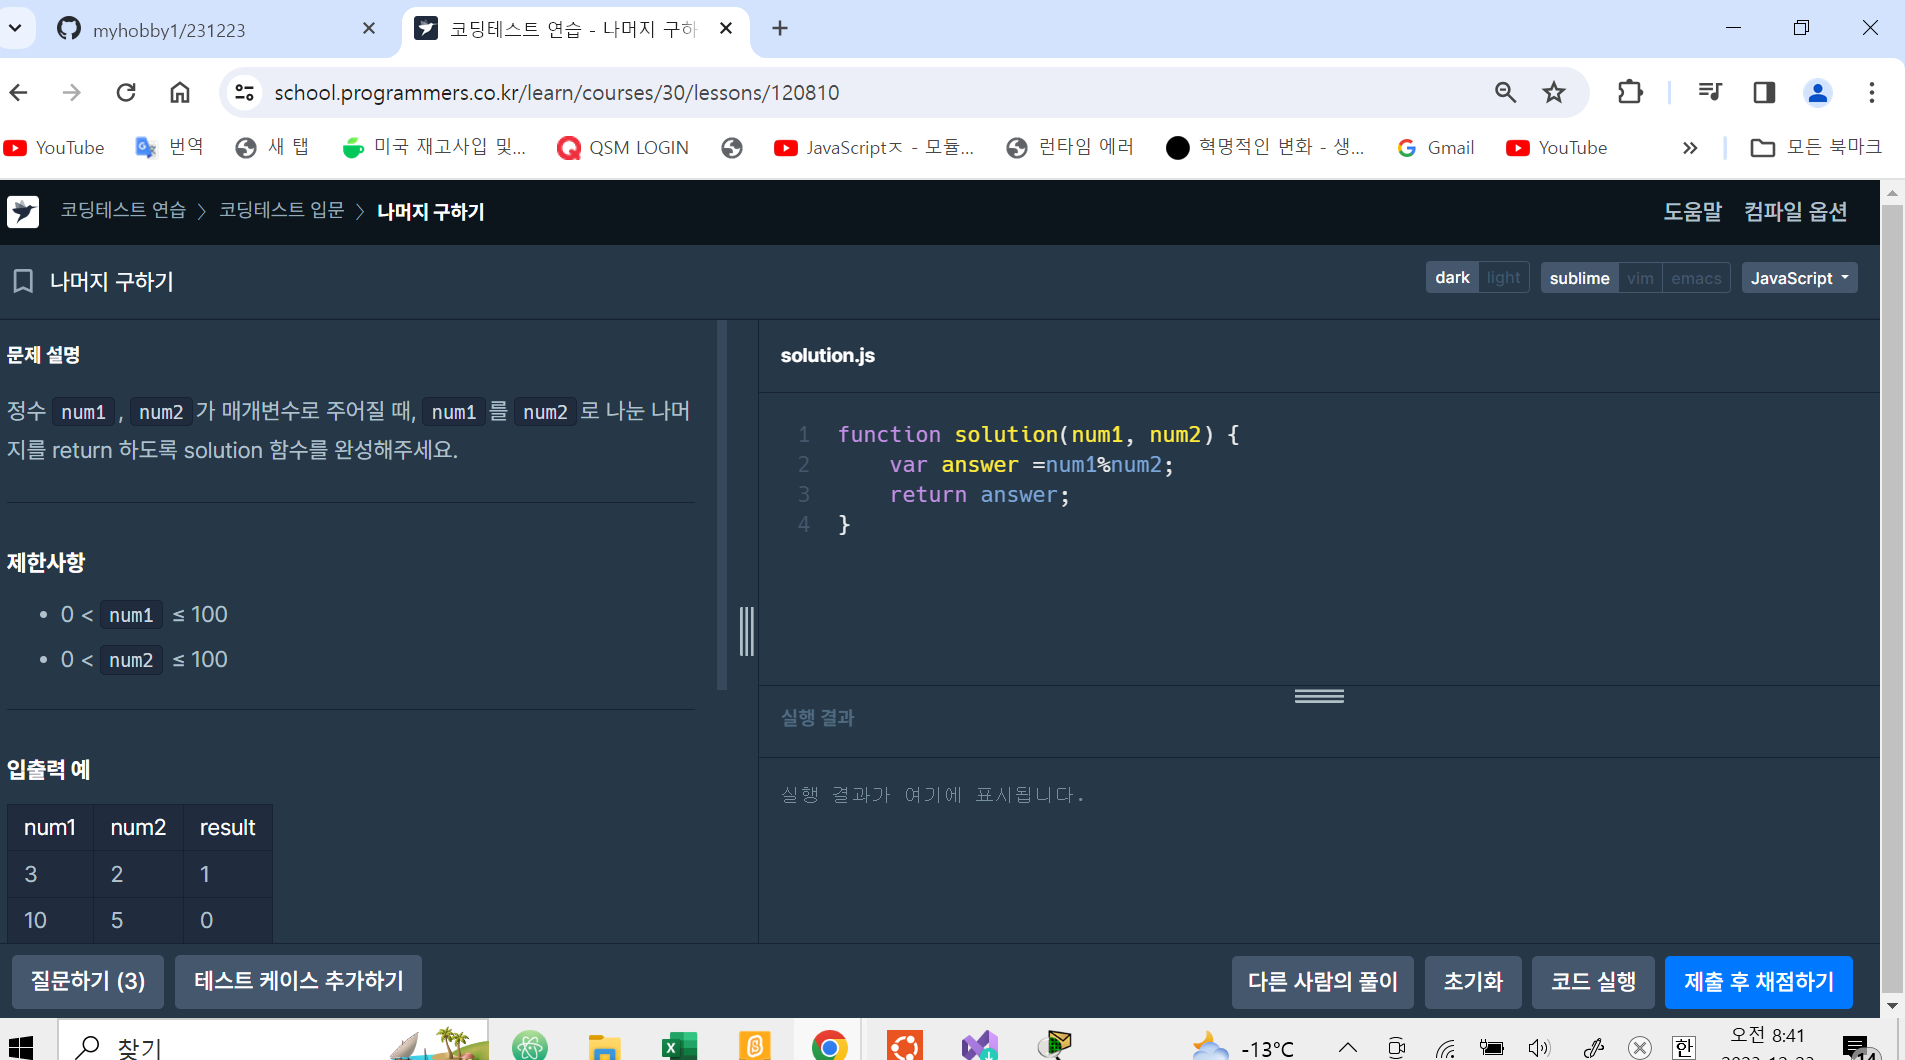 myhobby1/231223
코딩테스트 연습 - 나머지 구하
school.programmers.co.kr/learn/courses/30/lessons/120810
YouTube 번역 새 탭 미국 재고사입 및... QSM LOGIN JavaScriptㅈ - 모듈... 런타임 에러 혁명적인 변화 - 생... Gmail YouTube » 모든 북마크
코딩테스트 연습 > 코딩테스트 입문 > 나머지 구하기 도움말 컴파일 옵션
나머지 구하기 dark light sublime vim emacs JavaScript
문제 설명
정수 num1, num2가 매개변수로 주어질 때, num1를 num2로 나눈 나머
지를 return 하도록 solution 함수를 완성해주세요.
제한사항
• 0 < num1 ≤ 100
• 0 < num2 ≤ 100
입출력 예
num1 num2 result
3 2 1
10 5 0
solution.js
1 function solution(num1, num2) {
2     var answer =num1%num2;
3     return answer;
4 }
실행 결과
실행 결과가 여기에 표시됩니다.
질문하기 (3) 테스트 케이스 추가하기 다른 사람의 풀이 초기화 코드 실행 제출 후 채점하기
찾기 -13°C 한 오전 8:41